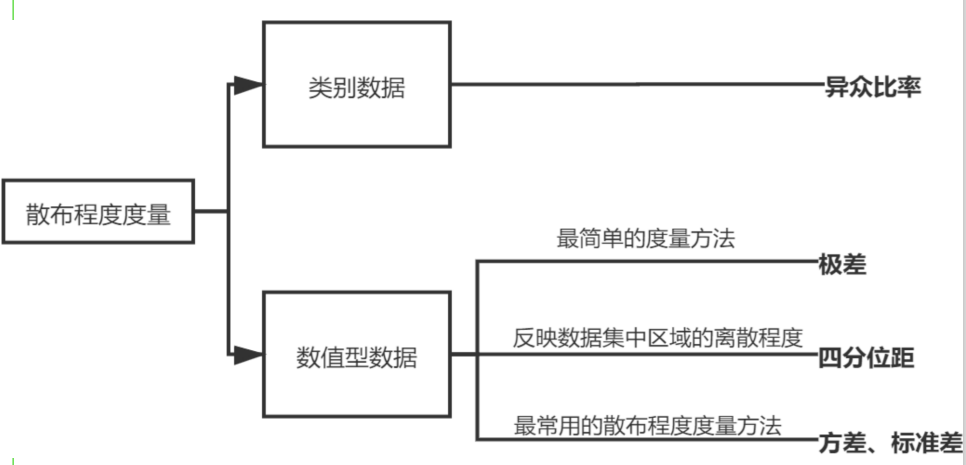 类别数据
异众比率
散布程度度量
最简单的度量方法
极差
数值型数据
反映数据集中区域的离散程度
四分位距
最常用的散布程度度量方法
方差、标准差